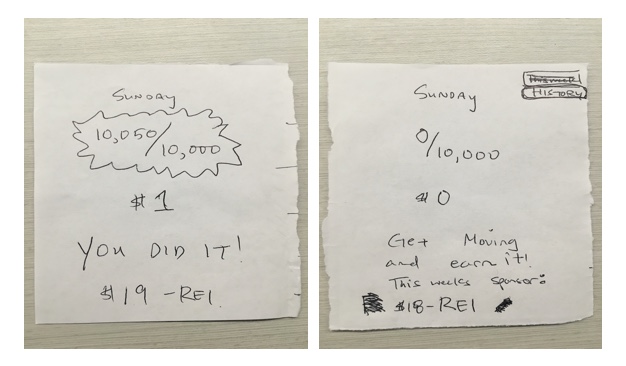 SUNDAY
10,050/10,000
$1
YOU DID IT!
$19 -REI
HISTORY
SUNDAY
0/10,000
$0
Get Moving
and earn it!
This weeks sponsor:
$18-REI